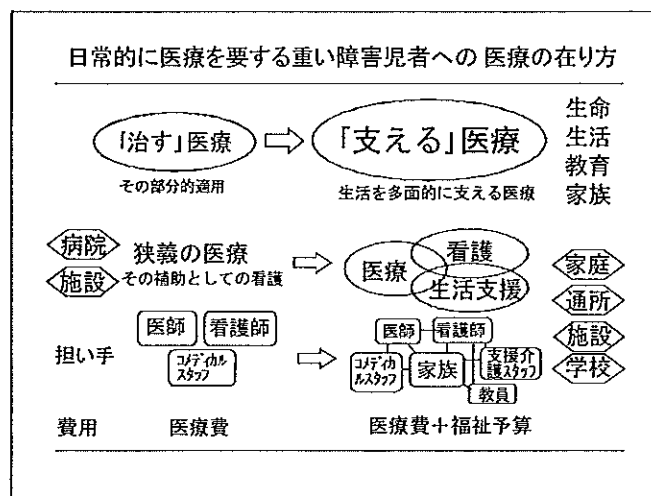 日常的に医療を要する重い障害児者への 医療の在り方
「治す」医療
その部分的適用
「支える」医療
生活を多面的に支える医療
生命
生活
教育
家族
病院
施設
狭義の医療
その補助としての看護
医療
看護
生活支援
家庭
通所
施設
学校
担い手
医師
看護師
コメディカル
スタッフ
医師
看護師
コメディカ
ルスタッフ
家族
支援介
護スタッフ
教員
費用
医療費
医療費+福祉予算